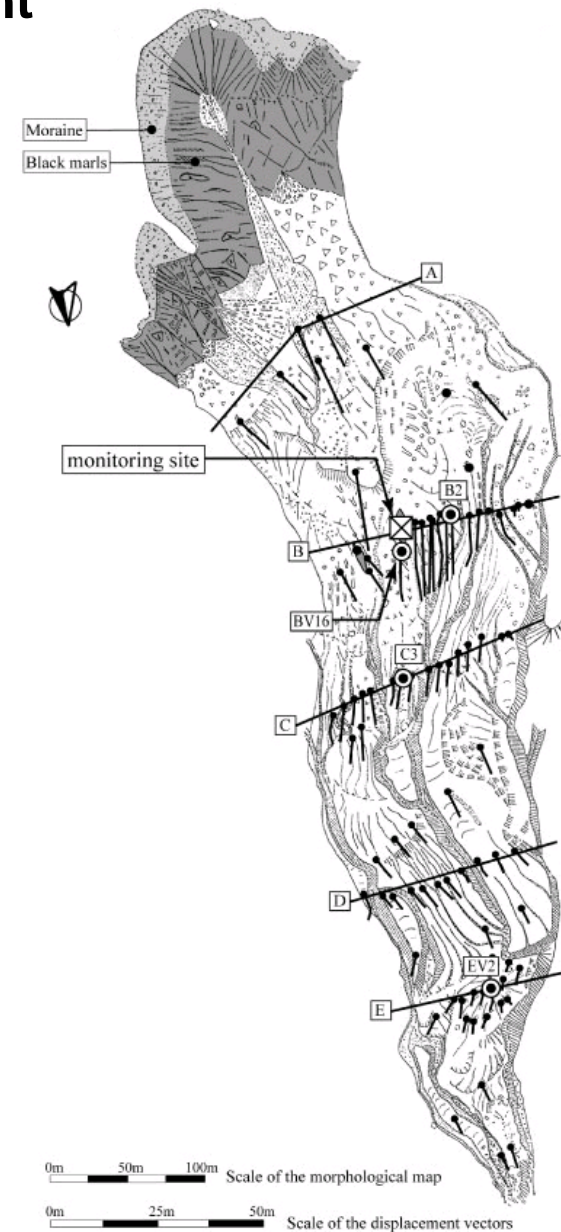 nt
Moraine
Black marls
A
monitoring site
B2
B
BV16
C3
C
D
EV2
E
0m 50m 100m Scale of the morphological map
0m 25m 50m Scale of the displacement vectors